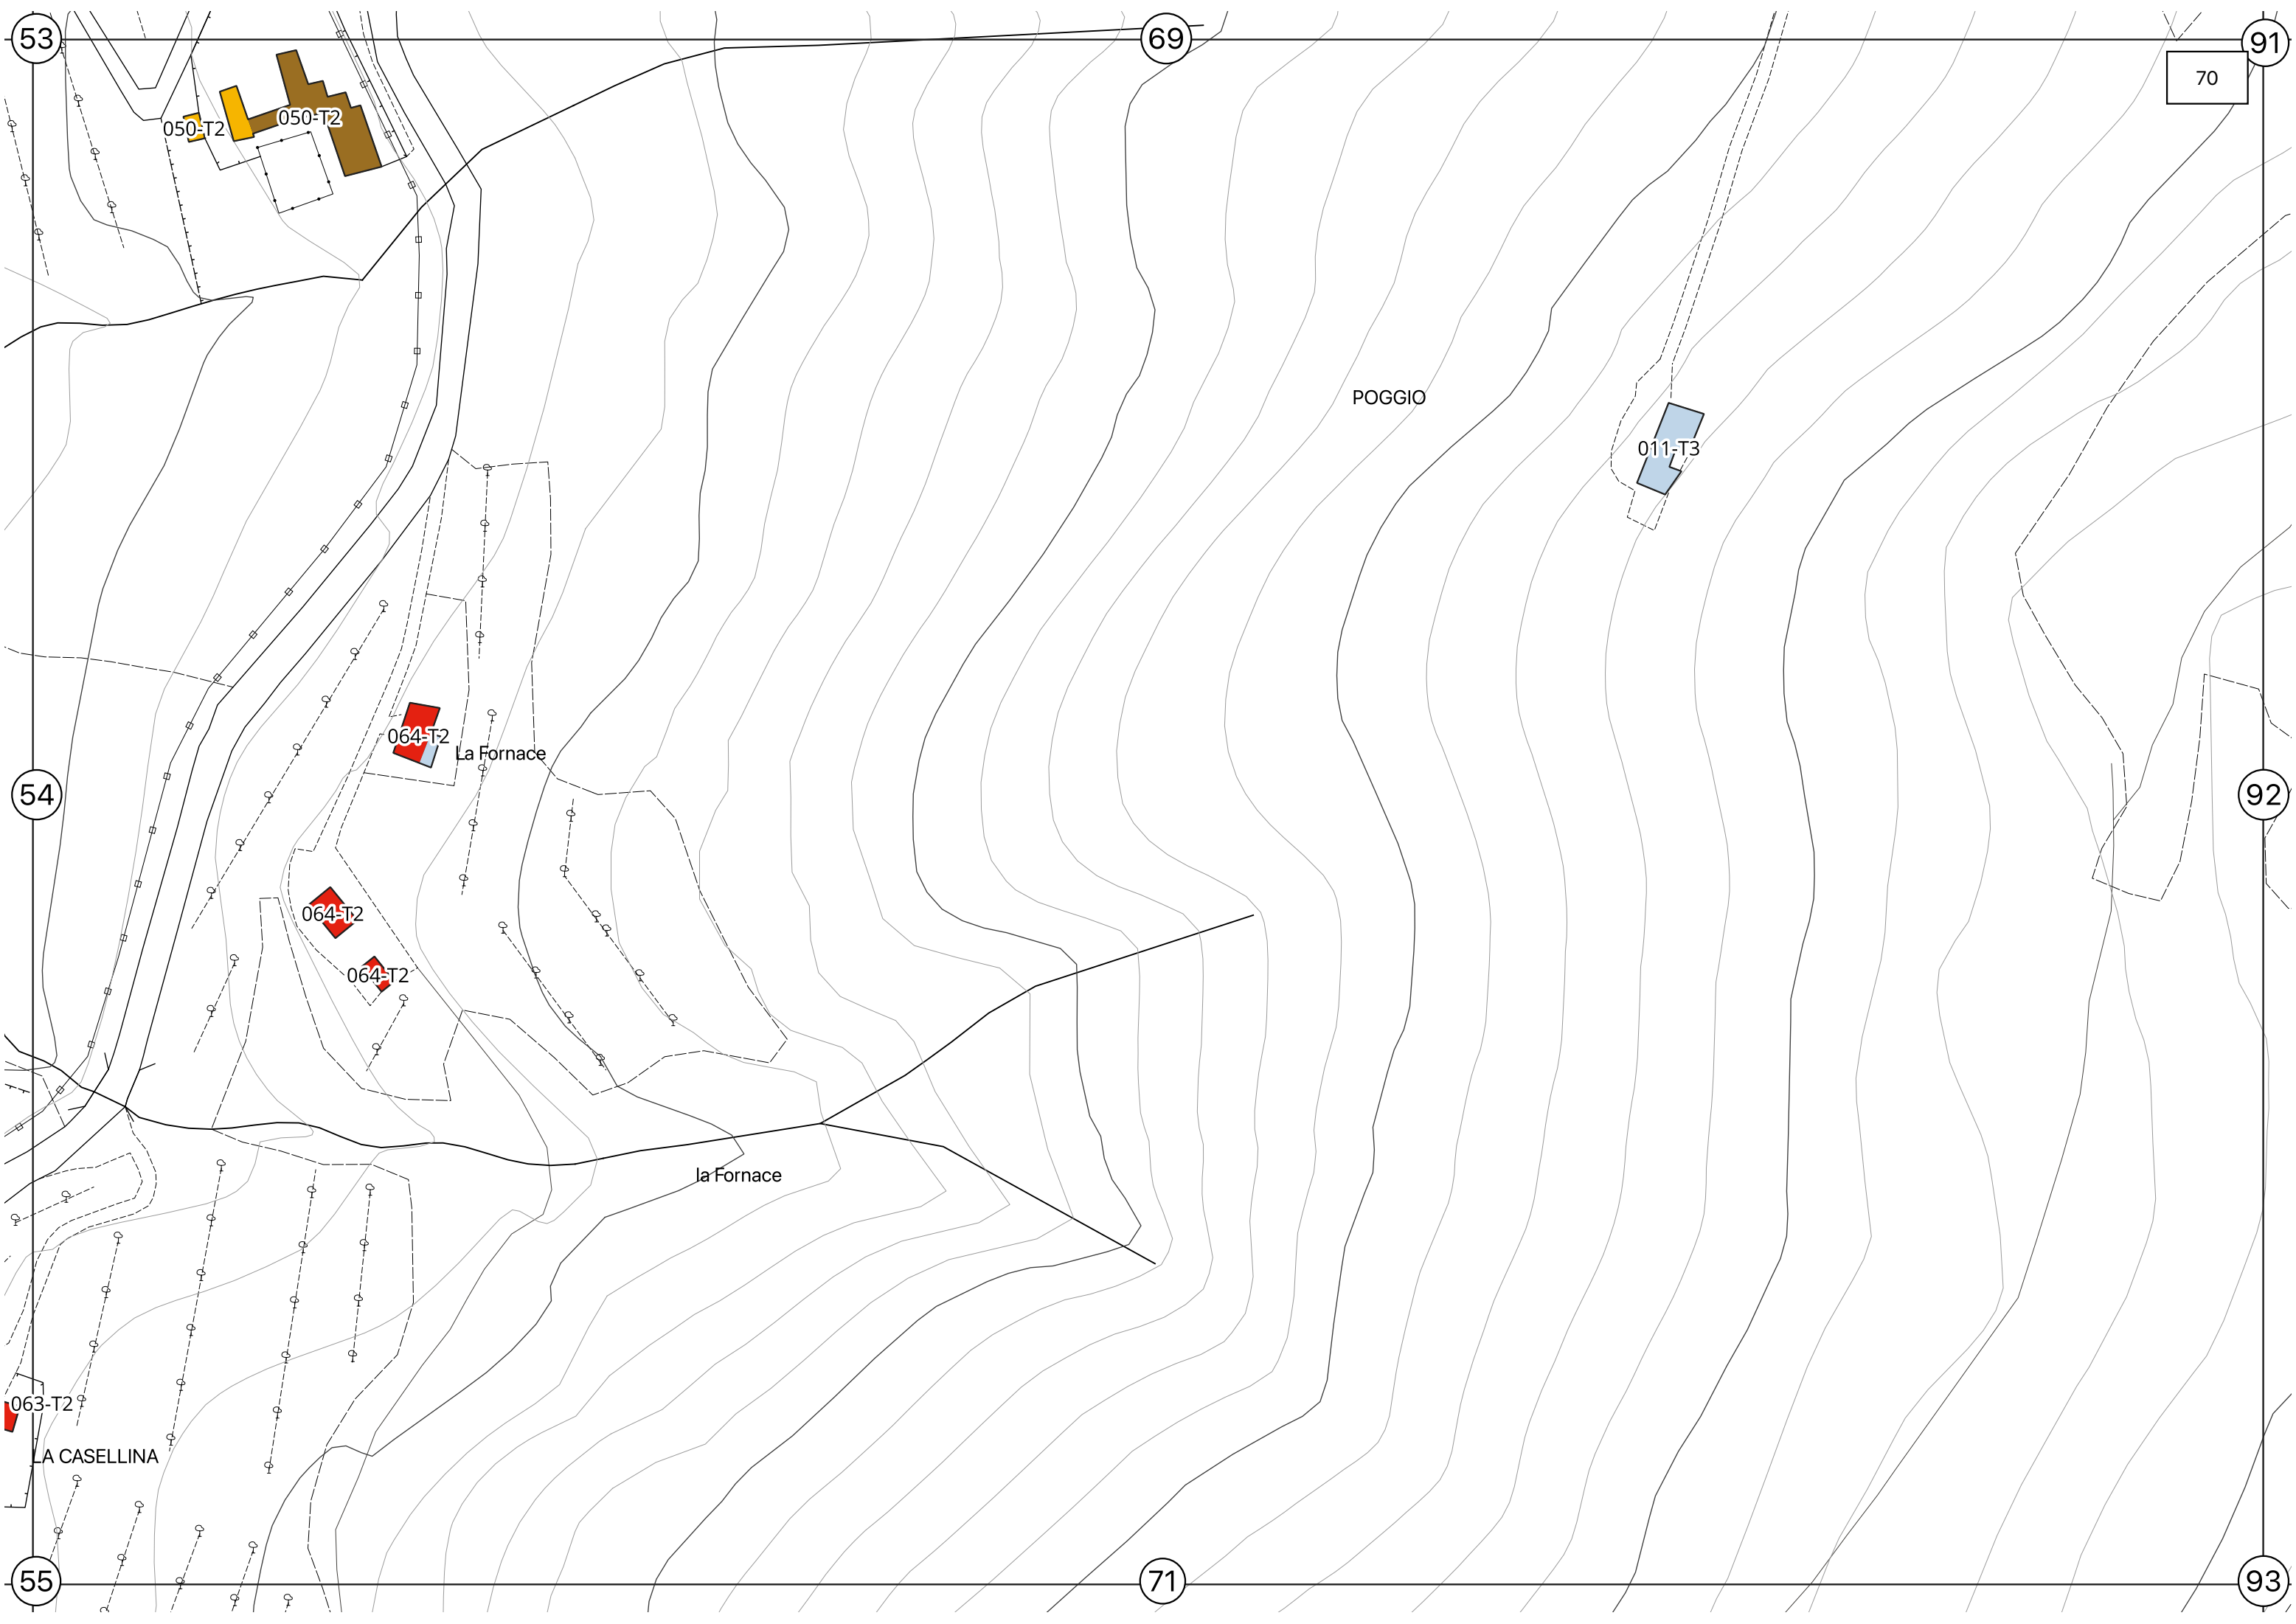 53
69
91
70
050-T2
050-T2
POGGIO
011-T3
064-T2
La Fornace
54
92
064-T2
064-T2
la Fornace
063-T2
LA CASELLINA
55
71
93